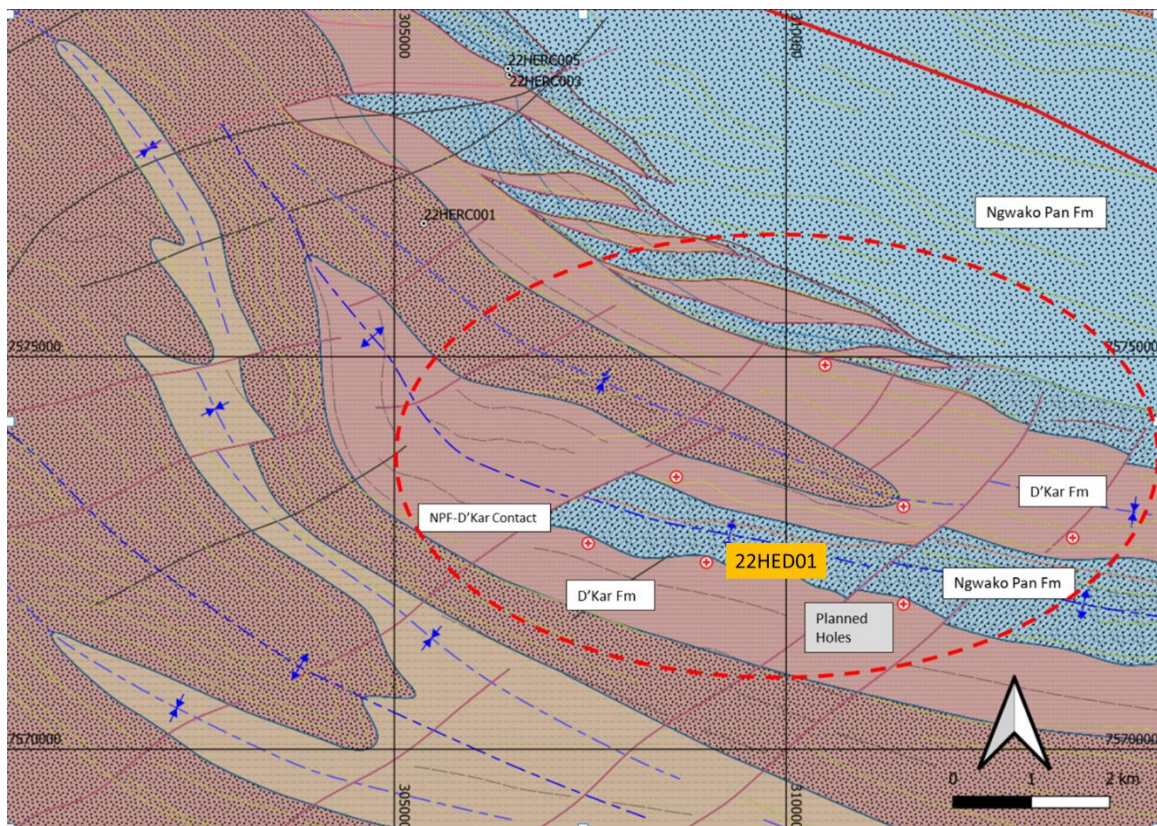 305000
310000
22HERC005
22HERC003
Ngwako Pan Fm
22HERC001
7575000
7575000
D'Kar Fm
NPF-D'Kar Contact
22HED01
Ngwako Pan Fm
D'Kar Fm
Planned
Holes
7570000
7570000
305000
310000
0 1 2 km